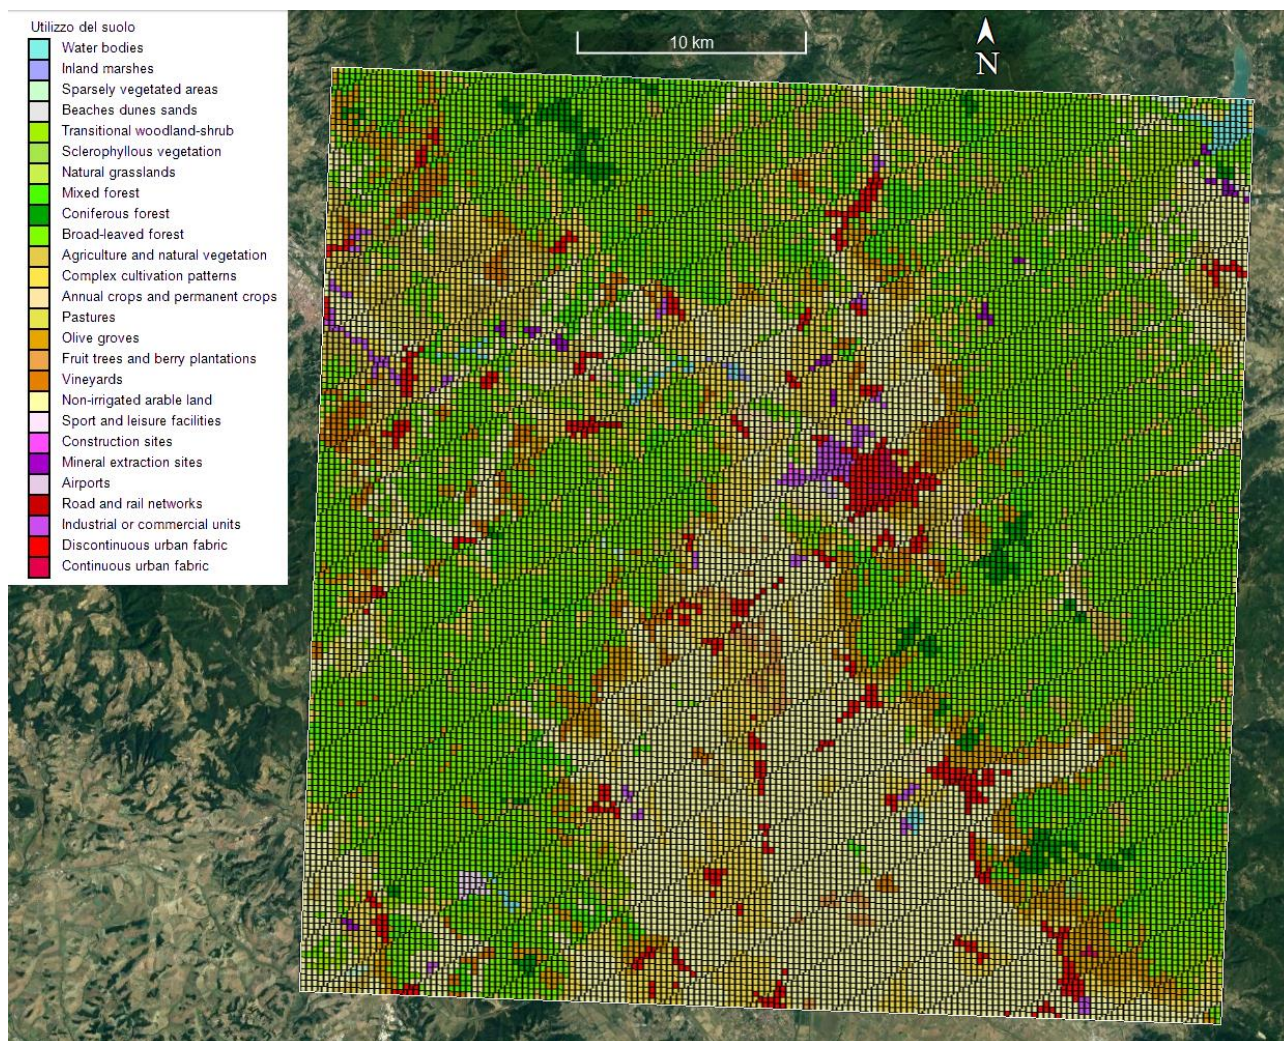 Utilizzo del suolo
Water bodies
Inland marshes
Sparsely vegetated areas
Beaches dunes sands
Transitional woodland-shrub
Sclerophyllous vegetation
Natural grasslands
Mixed forest
Coniferous forest
Broad-leaved forest
Agriculture and natural vegetation
Complex cultivation patterns
Annual crops and permanent crops
Pastures
Olive groves
Fruit trees and berry plantations
Vineyards
Non-irrigated arable land
Sport and leisure facilities
Construction sites
Mineral extraction sites
Airports
Road and rail networks
Industrial or commercial units
Discontinuous urban fabric
Continuous urban fabric
10 km
N